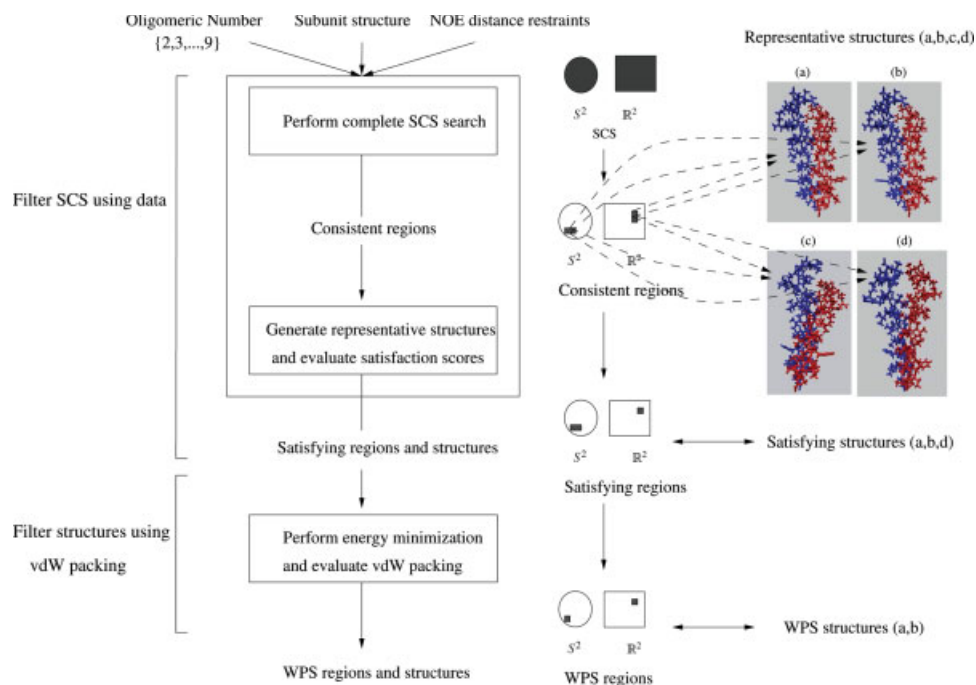 Oligomeric Number
{2,3,...,9}
Subunit structure
NOE distance restraints
Perform complete SCS search
Filter SCS using data
Consistent regions
Generate representative structures
and evaluate satisfaction scores
Satisfying regions and structures
Filter structures using
vdW packing
Perform energy minimization
and evaluate vdW packing
WPS regions and structures
S² ℝ²
SCS
S² ℝ²
Consistent regions
S² ℝ²
Satisfying regions
S² ℝ²
WPS regions
Representative structures (a,b,c,d)
(a) (b)
(c) (d)
Satisfying structures (a,b,d)
WPS structures (a,b)